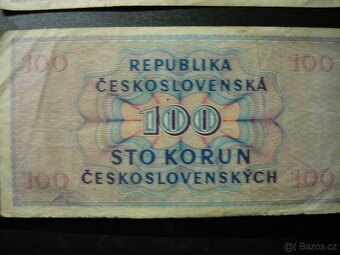 100 REPUBLIKA 100
ČESKOSLOVENSKÁ
100
STO KORUN
100 ČESKOSLOVENSKÝCH 100
Bazos.cz